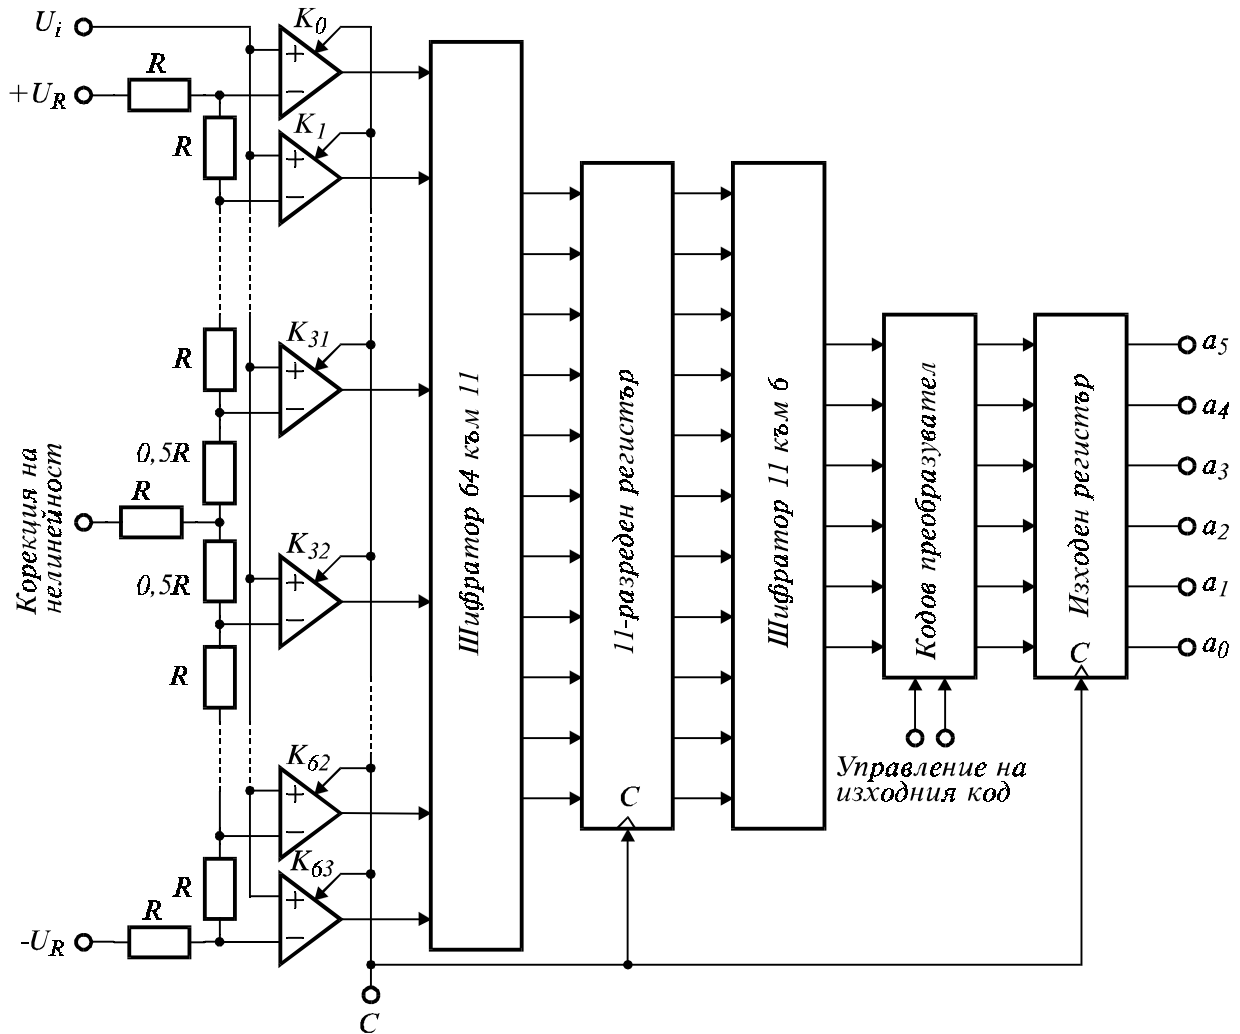 U_i
+U_R
R
R
K_0
K_1
R
K_31
0,5R
R
Корекция на
нелинейност
0,5R
K_32
R
K_62
R
K_63
R
-U_R
C
Шифратор 64 към 11
11-разреден регистър
C
Шифратор 11 към 6
Кодов преобразувател
Управление на
изходния код
Изходен регистър
C
a_5
a_4
a_3
a_2
a_1
a_0